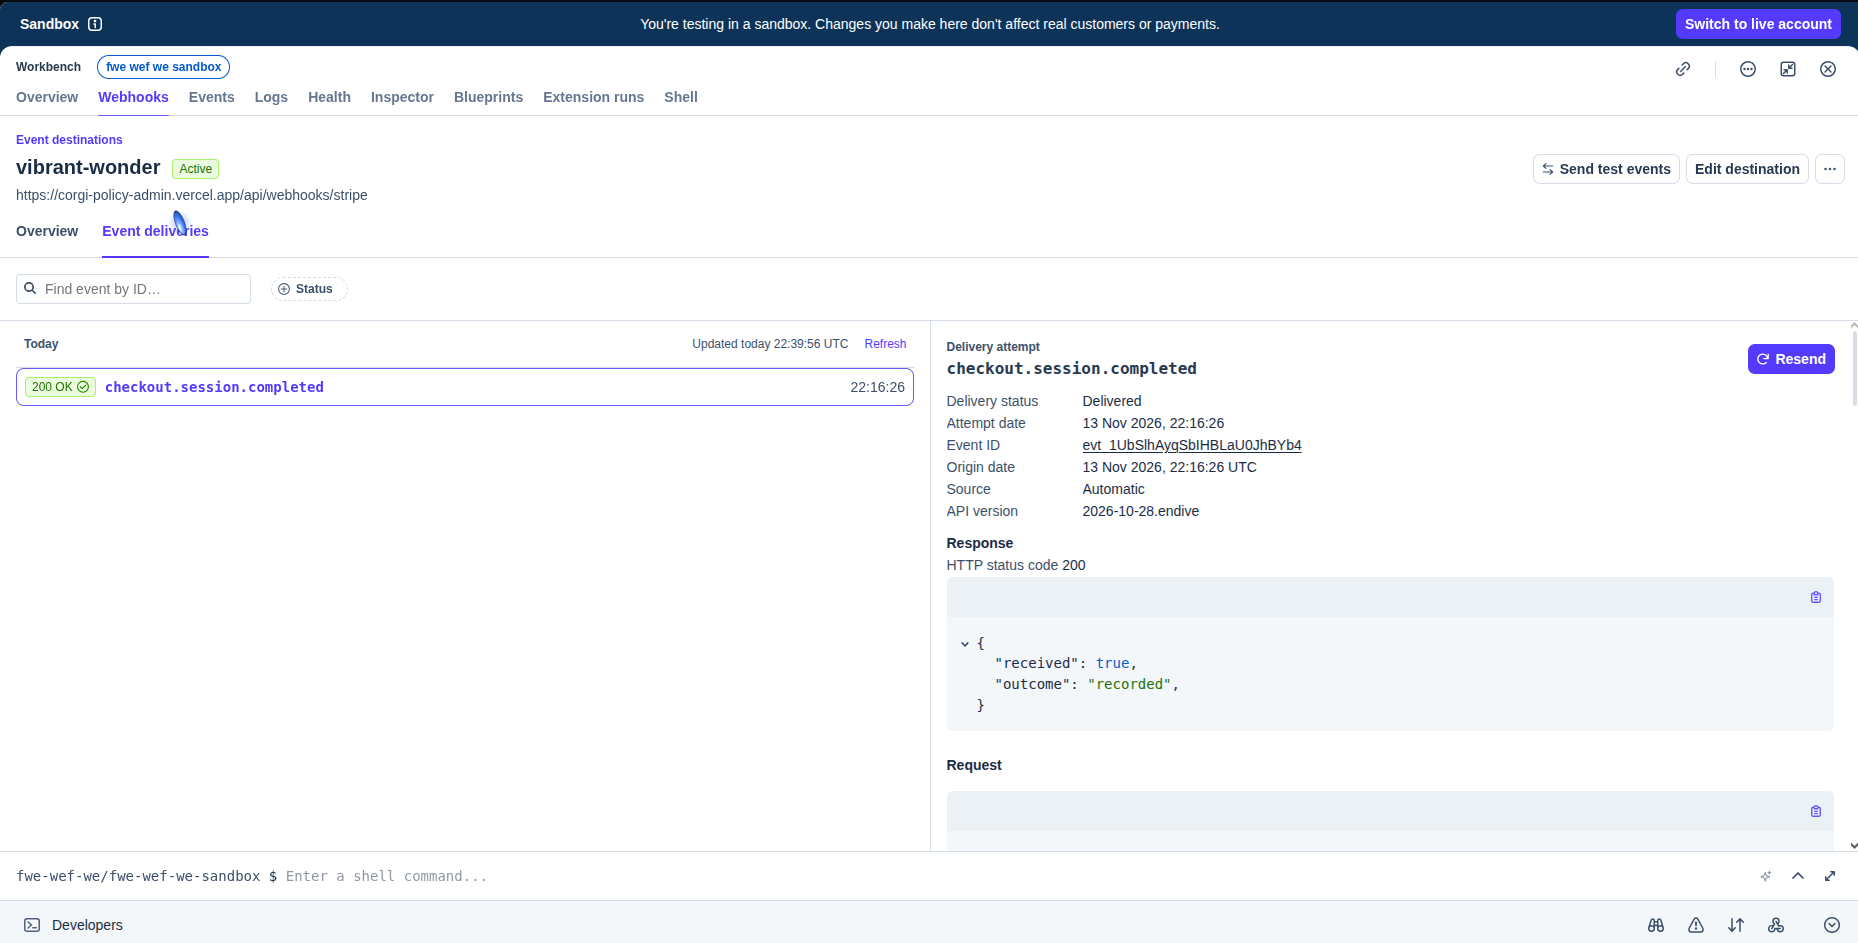 Sandbox
You're testing in a sandbox. Changes you make here don't affect real customers or payments.
Switch to live account
Workbench
fwe wef we sandbox
Overview Webhooks Events Logs Health Inspector Blueprints Extension runs Shell
Event destinations
vibrant-wonder Active
https://corgi-policy-admin.vercel.app/api/webhooks/stripe
Send test events Edit destination
Overview Event deliveries
Find event by ID…
Status
Today
Updated today 22:39:56 UTC Refresh
200 OK checkout.session.completed 22:16:26
Delivery attempt
checkout.session.completed
Resend
Delivery status Delivered
Attempt date 13 Nov 2026, 22:16:26
Event ID evt_1UbSlhAyqSbIHBLaU0JhBYb4
Origin date 13 Nov 2026, 22:16:26 UTC
Source Automatic
API version 2026-10-28.endive
Response
HTTP status code 200
{
"received": true,
"outcome": "recorded",
}
Request
fwe-wef-we/fwe-wef-we-sandbox $ Enter a shell command...
Developers